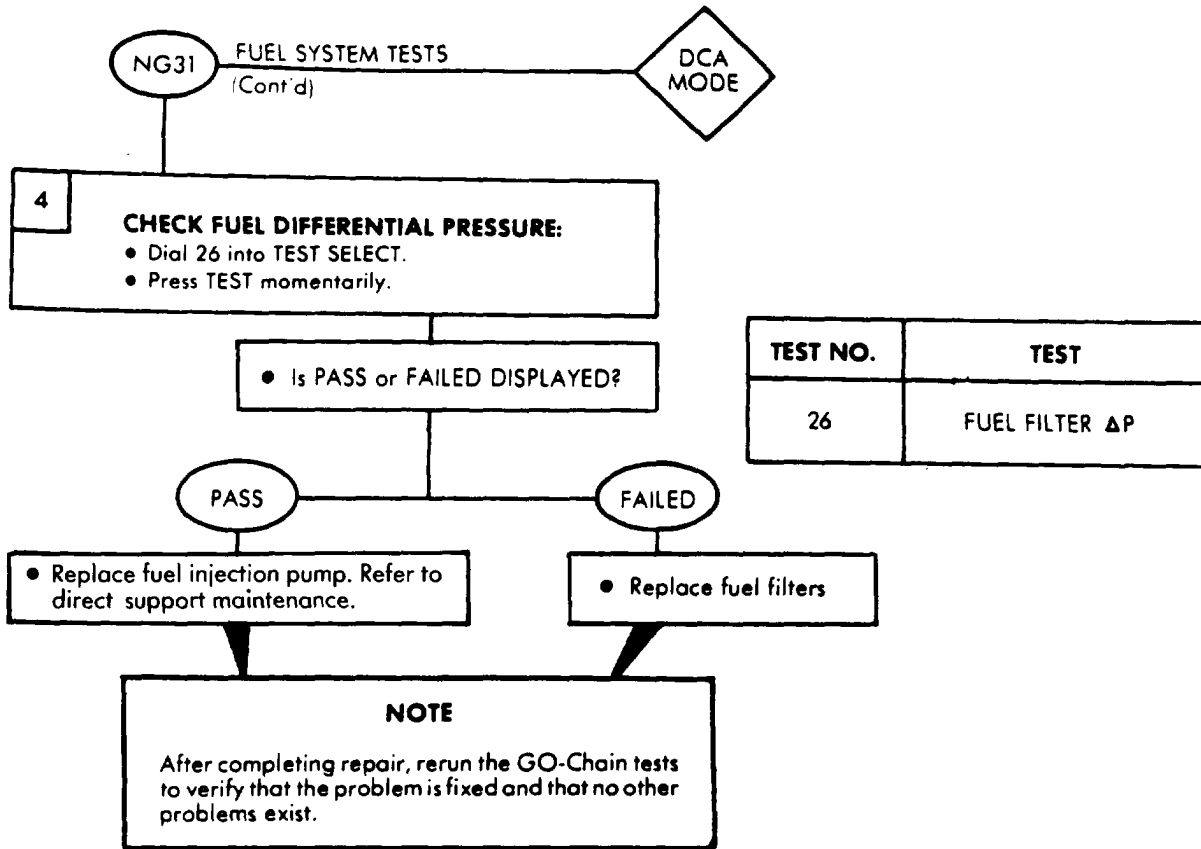 NG31
FUEL SYSTEM TESTS
(Cont'd)
DCA
MODE
4
CHECK FUEL DIFFERENTIAL PRESSURE:
• Dial 26 into TEST SELECT.
• Press TEST momentarily.
• Is PASS or FAILED DISPLAYED?
TEST NO.
TEST
26
FUEL FILTER ΔP
PASS
FAILED
• Replace fuel injection pump. Refer to
direct support maintenance.
• Replace fuel filters
NOTE
After completing repair, rerun the GO-Chain tests
to verify that the problem is fixed and that no other
problems exist.